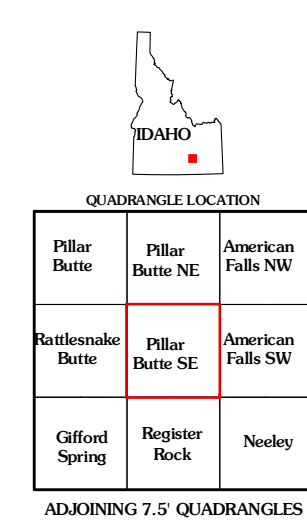 IDAHO
QUADRANGLE LOCATION
Pillar
Butte
Pillar
Butte NE
American
Falls NW
Rattlesnake
Butte
Pillar
Butte SE
American
Falls SW
Gifford
Spring
Register
Rock
Neeley
ADJOINING 7.5' QUADRANGLES